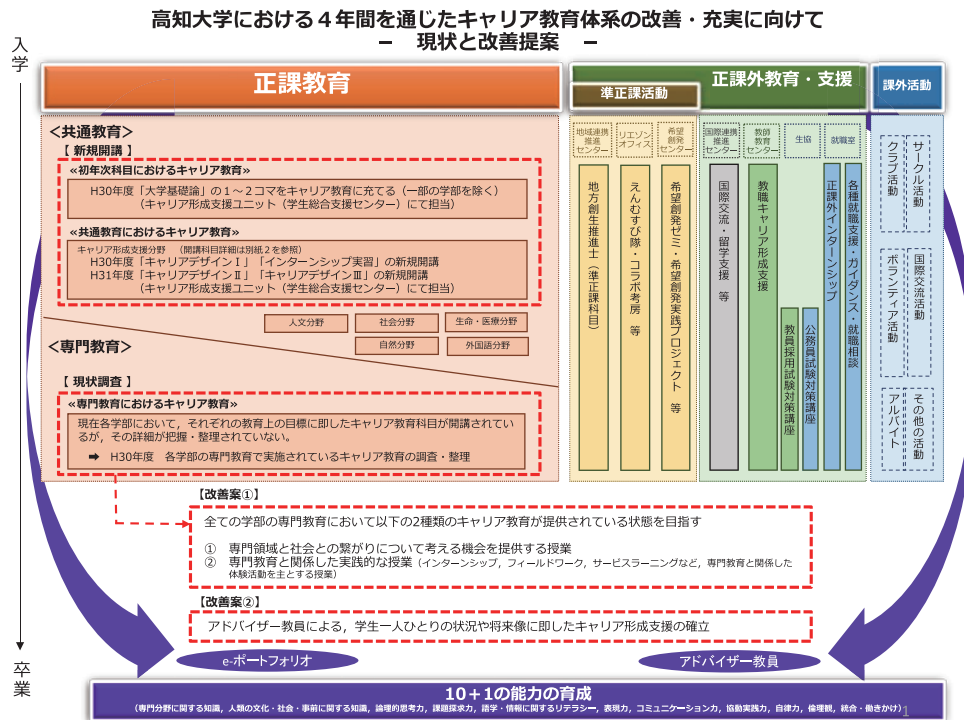 高知大学における４年間を通じたキャリア教育体系の改善・充実に向けて
－　現状と改善提案　－
入学
正課教育
準正課活動
正課外教育・支援
課外活動
＜共通教育＞
【 新規開講 】
≪初年次科目におけるキャリア教育≫
H30年度「大学基礎論」の１～２コマをキャリア教育に充てる（一部の学部を除く）
（キャリア形成支援ユニット（学生総合支援センター）にて担当）
≪共通教育におけるキャリア教育≫
キャリア形成支援分野　（開講科目詳細は別紙２を参照）
H30年度「キャリアデザインⅠ」「インターンシップ実習」の新規開講
H31年度「キャリアデザインⅡ」「キャリアデザインⅢ」の新規開講
（キャリア形成支援ユニット（学生総合支援センター）にて担当）
人文分野
社会分野
生命・医療分野
自然分野
外国語分野
＜専門教育＞
【 現状調査 】
≪専門教育におけるキャリア教育≫
現在各学部において，それぞれの教育上の目標に即したキャリア教育科目が開講されてい
るが，その詳細が把握・整理されていない。
➡　H30年度　各学部の専門教育で実施されているキャリア教育の調査・整理
地域連携
推進
センター
リエゾン
オフィス
希望
創発
センター
国際連携
推進
センター
教師
教育
センター
生協
就職室
地方創生推進士（準正課科目）
えんむすび隊・コラボ考房　等
希望創発ゼミ・希望創発実践プロジェクト　等
国際交流・留学支援　等
教職キャリア形成支援
教員採用試験対策講座
公務員試験対策講座
正課外インターンシップ
各種就職支援・ガイダンス・就職相談
クラブ活動
サークル活動
ボランティア活動
国際交流活動
アルバイト
その他の活動
【改善案①】
全ての学部の専門教育において以下の2種類のキャリア教育が提供されている状態を目指す
①　専門領域と社会との繋がりについて考える機会を提供する授業
②　専門教育と関係した実践的な授業（インターンシップ，フィールドワーク，サービスラーニングなど，専門教育と関係した
体験活動を主とする授業）
【改善案②】
アドバイザー教員による，学生一人ひとりの状況や将来像に即したキャリア形成支援の確立
卒業
e-ポートフォリオ
アドバイザー教員
10＋1の能力の育成
（専門分野に関する知識，人類の文化・社会・事前に関する知識，論理的思考力，課題探求力，語学・情報に関するリテラシー，表現力，コミュニケーション力，協働実践力，自律力，倫理観，統合・働きかけ）
1